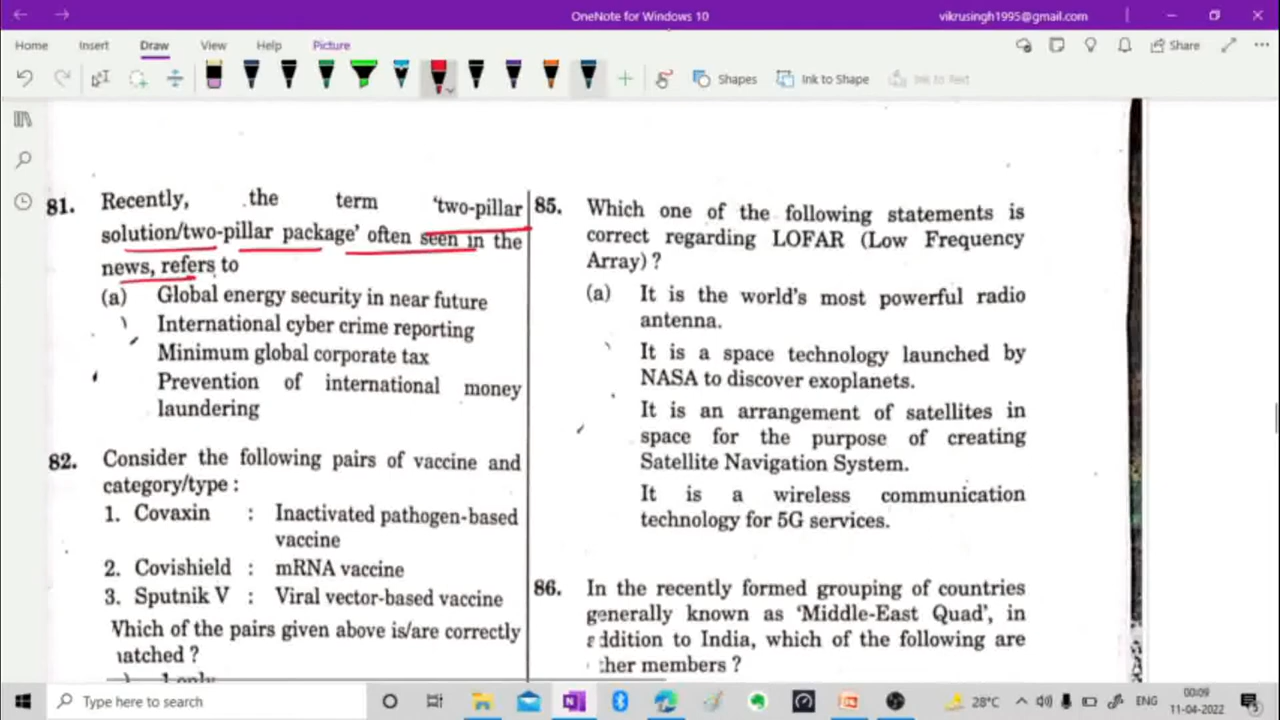 OneNote for Windows 10
vikrusingh1995@gmail.com
Home Insert Draw View Help Picture
Share
Shapes
Ink to Shape
Ink to Text
81. Recently, the term 'two-pillar
solution/two-pillar package' often seen in the
news, refers to
(a) Global energy security in near future
International cyber crime reporting
Minimum global corporate tax
Prevention of international money
laundering
82. Consider the following pairs of vaccine and
category/type :
1. Covaxin : Inactivated pathogen-based
vaccine
2. Covishield : mRNA vaccine
3. Sputnik V : Viral vector-based vaccine
Which of the pairs given above is/are correctly
natched ?
1 only
85. Which one of the following statements is
correct regarding LOFAR (Low Frequency
Array) ?
(a) It is the world's most powerful radio
antenna.
It is a space technology launched by
NASA to discover exoplanets.
It is an arrangement of satellites in
space for the purpose of creating
Satellite Navigation System.
It is a wireless communication
technology for 5G services.
86. In the recently formed grouping of countries
generally known as 'Middle-East Quad', in
addition to India, which of the following are
ther members ?
Type here to search
28°C
ENG
00:09
11-04-2022